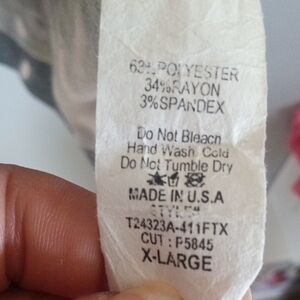 63% POLYESTER
34% RAYON
3% SPANDEX
Do Not Bleach
Hand Wash Cold
Do Not Tumble Dry
MADE IN U.S.A
STYLE#
T24323A-411FTX
CUT : P5845
X-LARGE